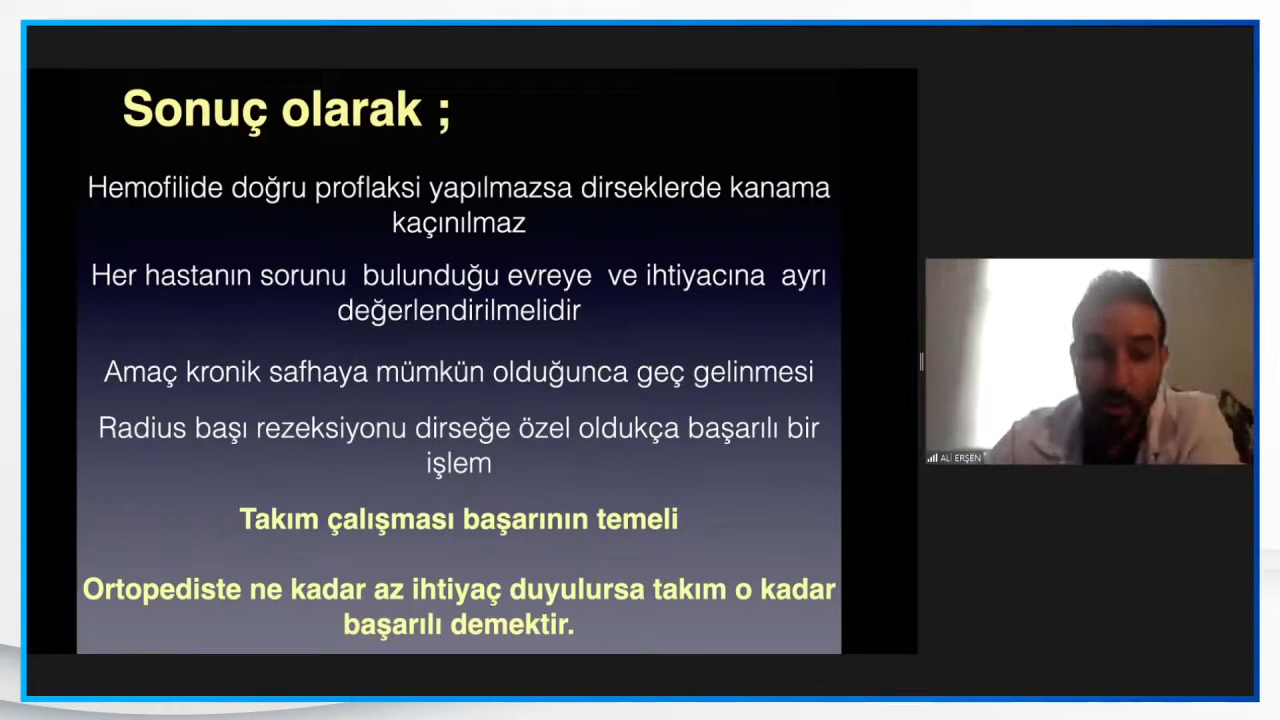 Sonuç olarak ;
Hemofilide doğru proflaksi yapılmazsa dirseklerde kanama
kaçınılmaz
Her hastanın sorunu bulunduğu evreye ve ihtiyacına ayrı
değerlendirilmelidir
Amaç kronik safhaya mümkün olduğunca geç gelinmesi
Radius başı rezeksiyonu dirseğe özel oldukça başarılı bir
işlem
Takım çalışması başarının temeli
Ortopediste ne kadar az ihtiyaç duyulursa takım o kadar
başarılı demektir.
ALİ ERŞEN